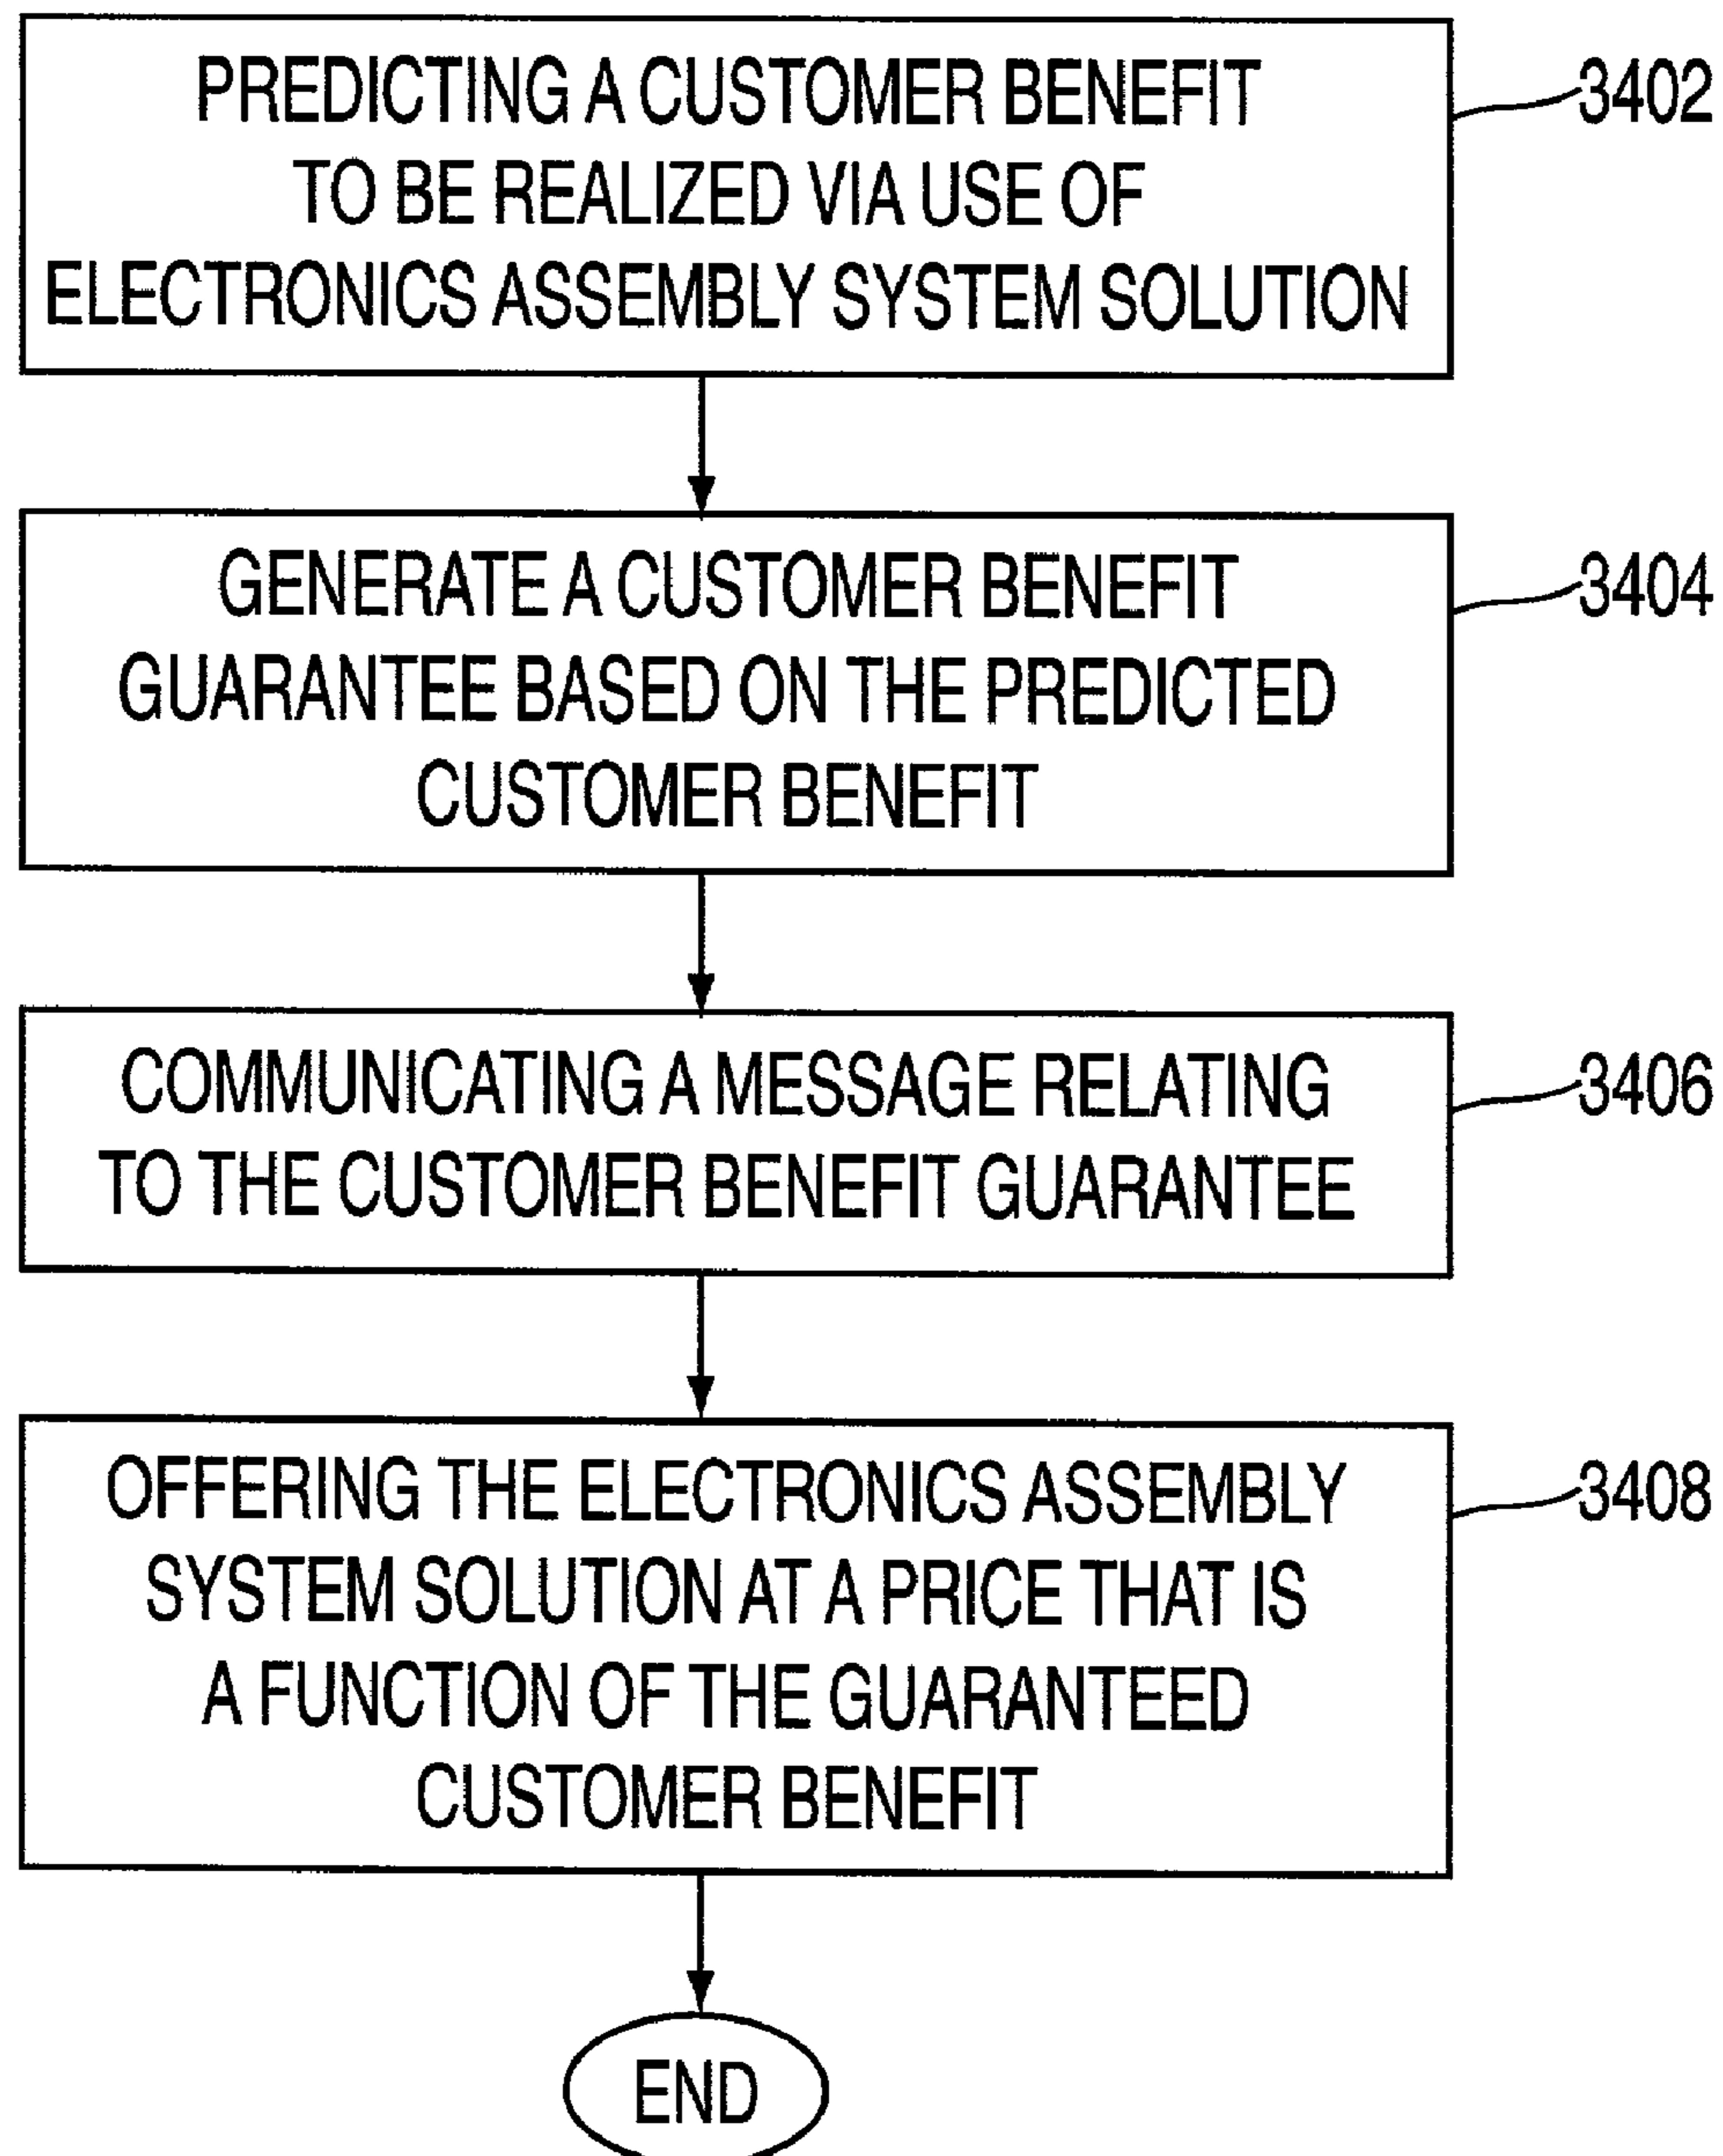 PREDICTING A CUSTOMER BENEFIT
TO BE REALIZED VIA USE OF
ELECTRONICS ASSEMBLY SYSTEM SOLUTION
3402
GENERATE A CUSTOMER BENEFIT
GUARANTEE BASED ON THE PREDICTED
CUSTOMER BENEFIT
3404
COMMUNICATING A MESSAGE RELATING
TO THE CUSTOMER BENEFIT GUARANTEE
3406
OFFERING THE ELECTRONICS ASSEMBLY
SYSTEM SOLUTION AT A PRICE THAT IS
A FUNCTION OF THE GUARANTEED
CUSTOMER BENEFIT
3408
END